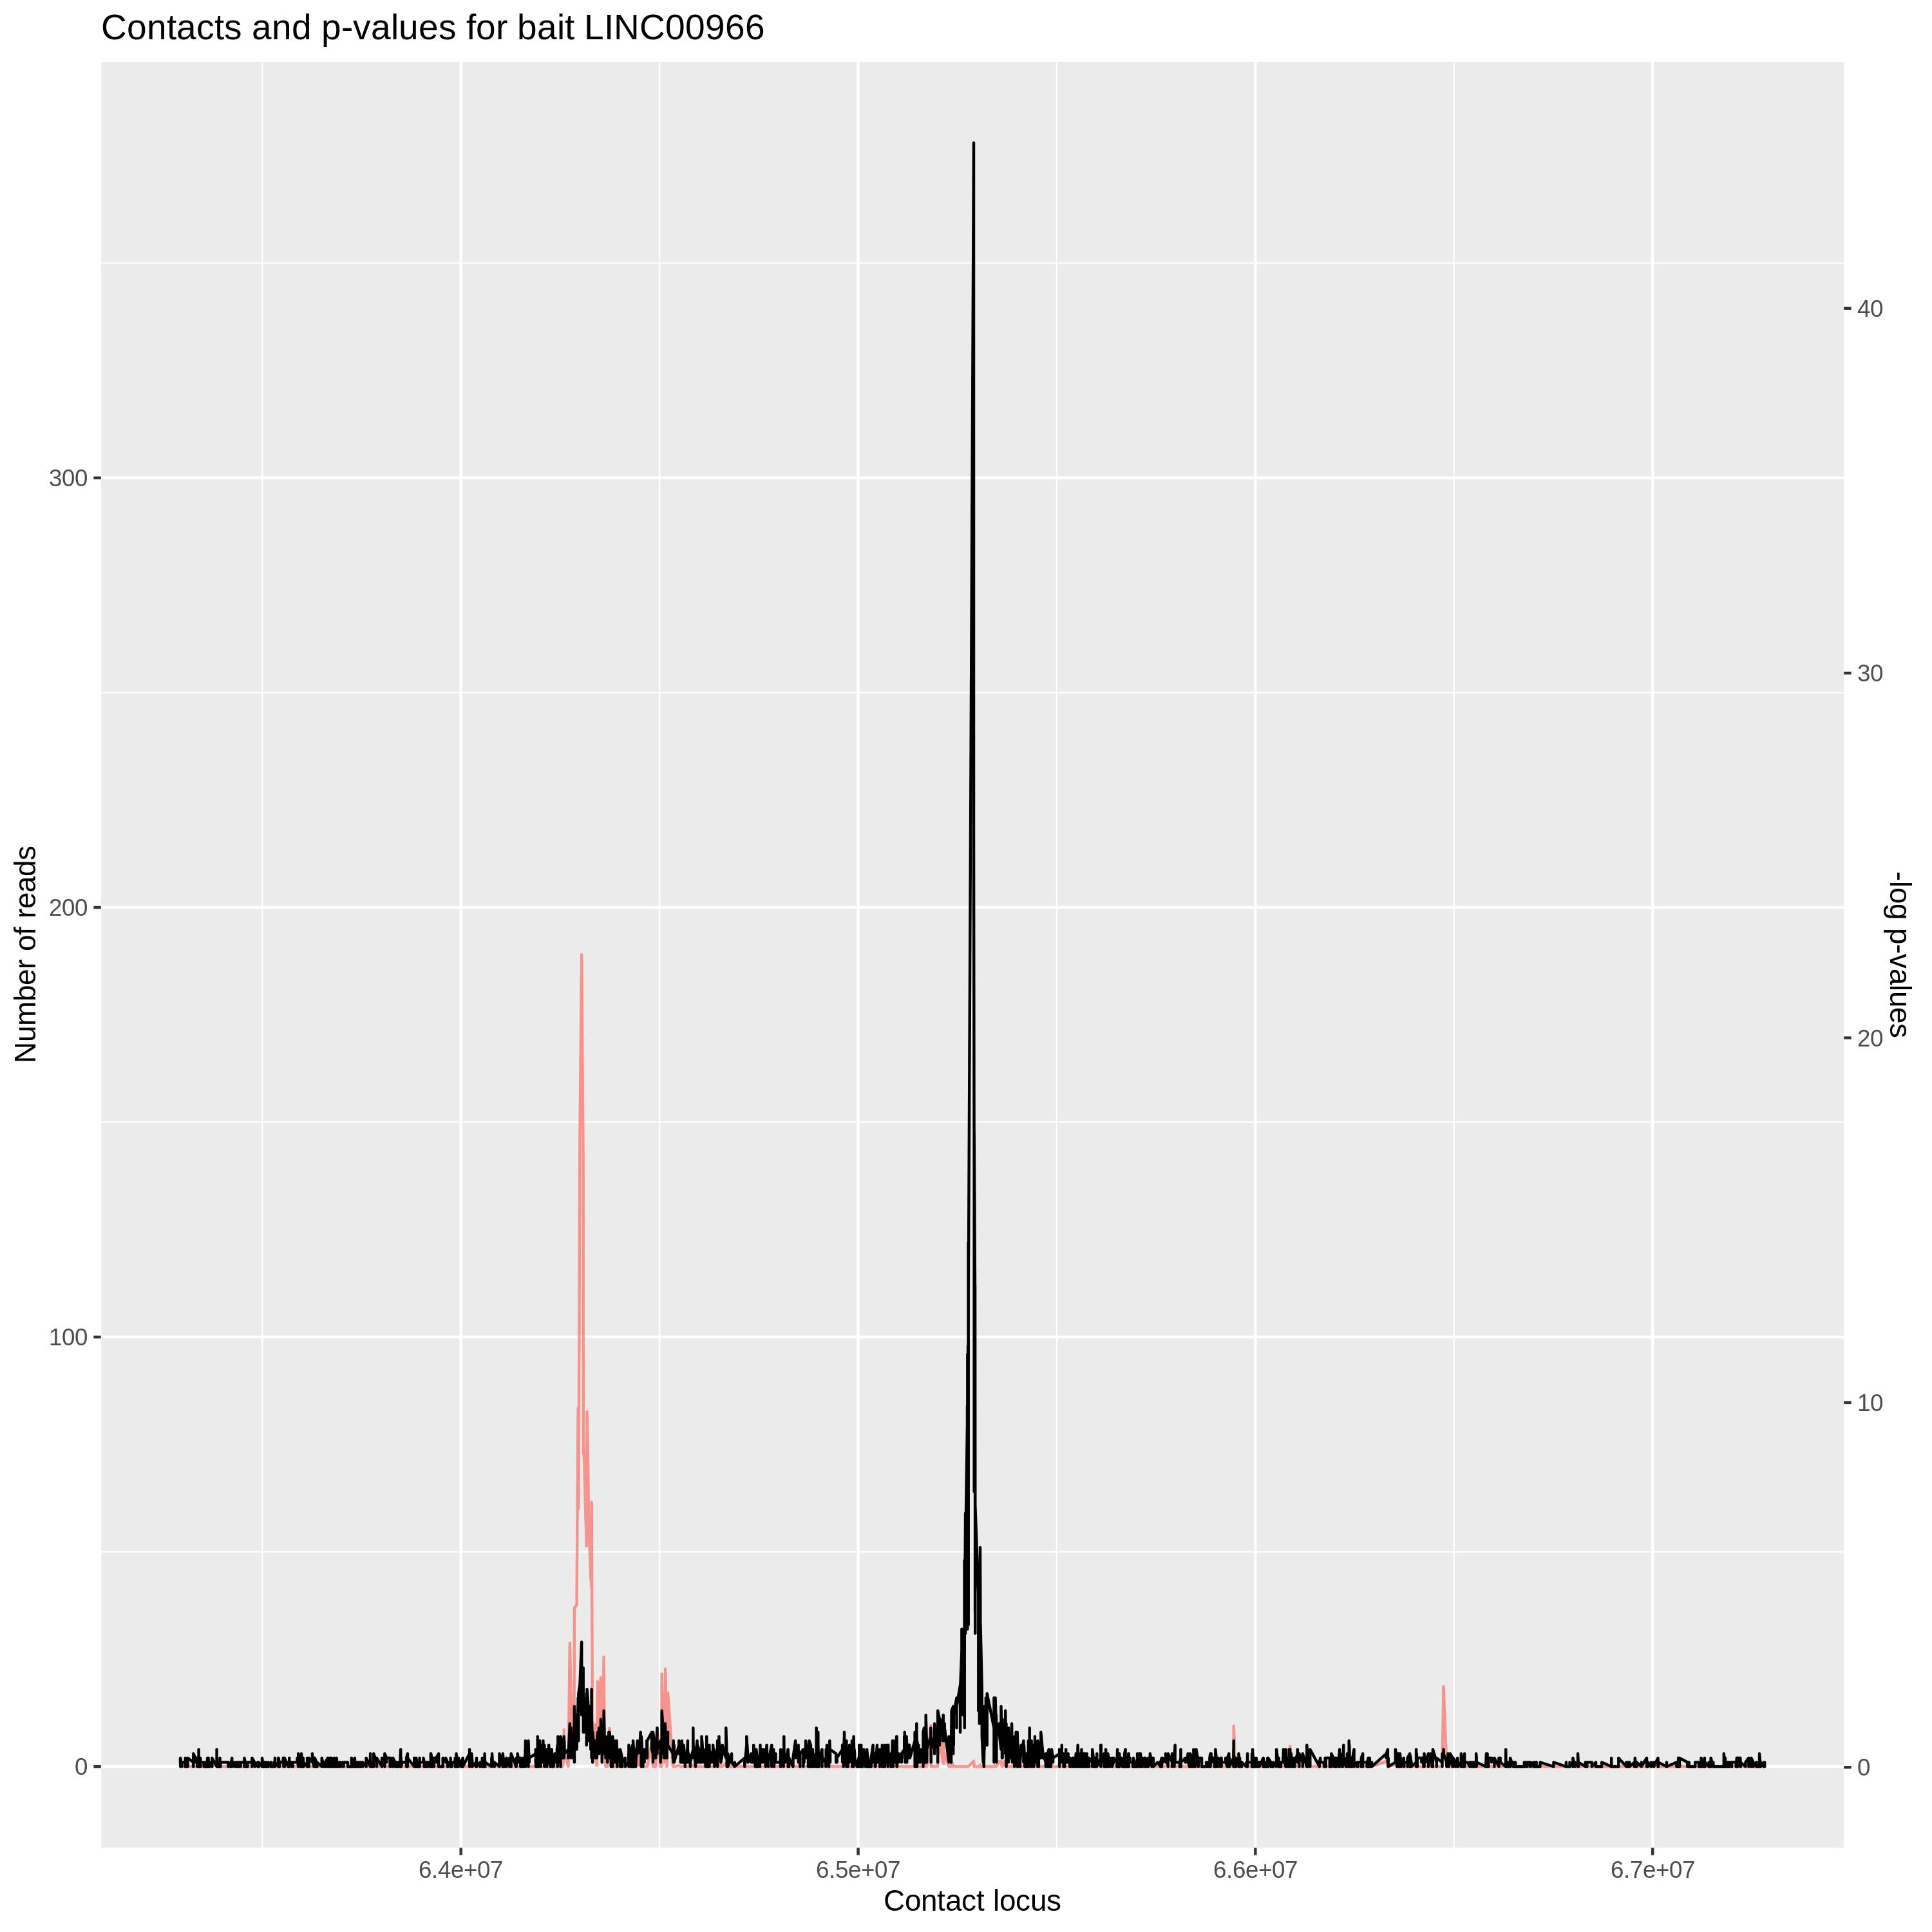 Contacts and p-values for bait LINC00966
Number of reads
300
200
100
0
40
30
20
10
0
-log p-values
6.4e+07
6.5e+07
6.6e+07
6.7e+07
Contact locus